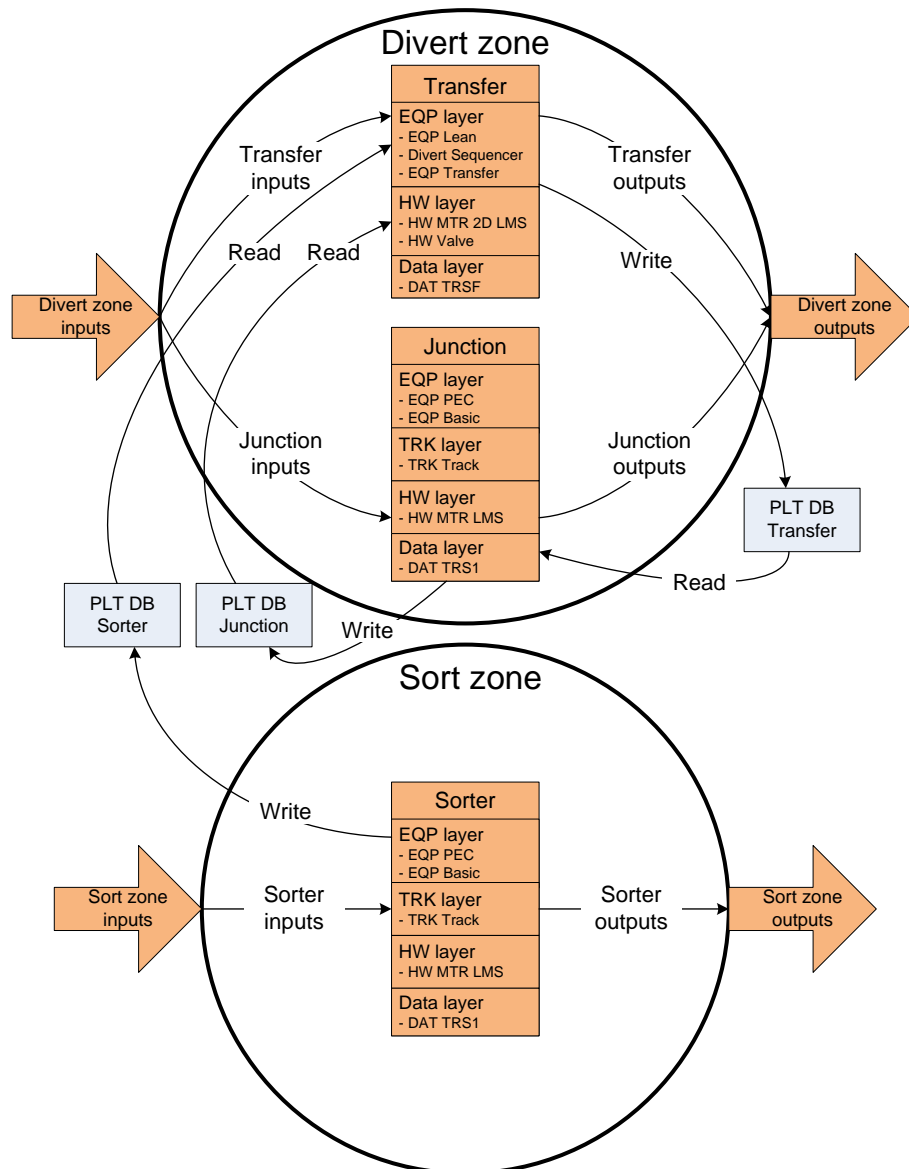 Divert zone
Transfer
EQP layer
- EQP Lean
- Divert Sequencer
- EQP Transfer
HW layer
- HW MTR 2D LMS
- HW Valve
Data layer
- DAT TRSF
Transfer
inputs
Transfer
outputs
Read
Read
Write
Divert zone
inputs
Divert zone
outputs
Junction
EQP layer
- EQP PEC
- EQP Basic
TRK layer
- TRK Track
HW layer
- HW MTR LMS
Data layer
- DAT TRS1
Junction
inputs
Junction
outputs
PLT DB
Transfer
Read
PLT DB
Sorter
PLT DB
Junction
Write
Sort zone
Write
Sorter
EQP layer
- EQP PEC
- EQP Basic
TRK layer
- TRK Track
HW layer
- HW MTR LMS
Data layer
- DAT TRS1
Sort zone
inputs
Sorter
inputs
Sorter
outputs
Sort zone
outputs